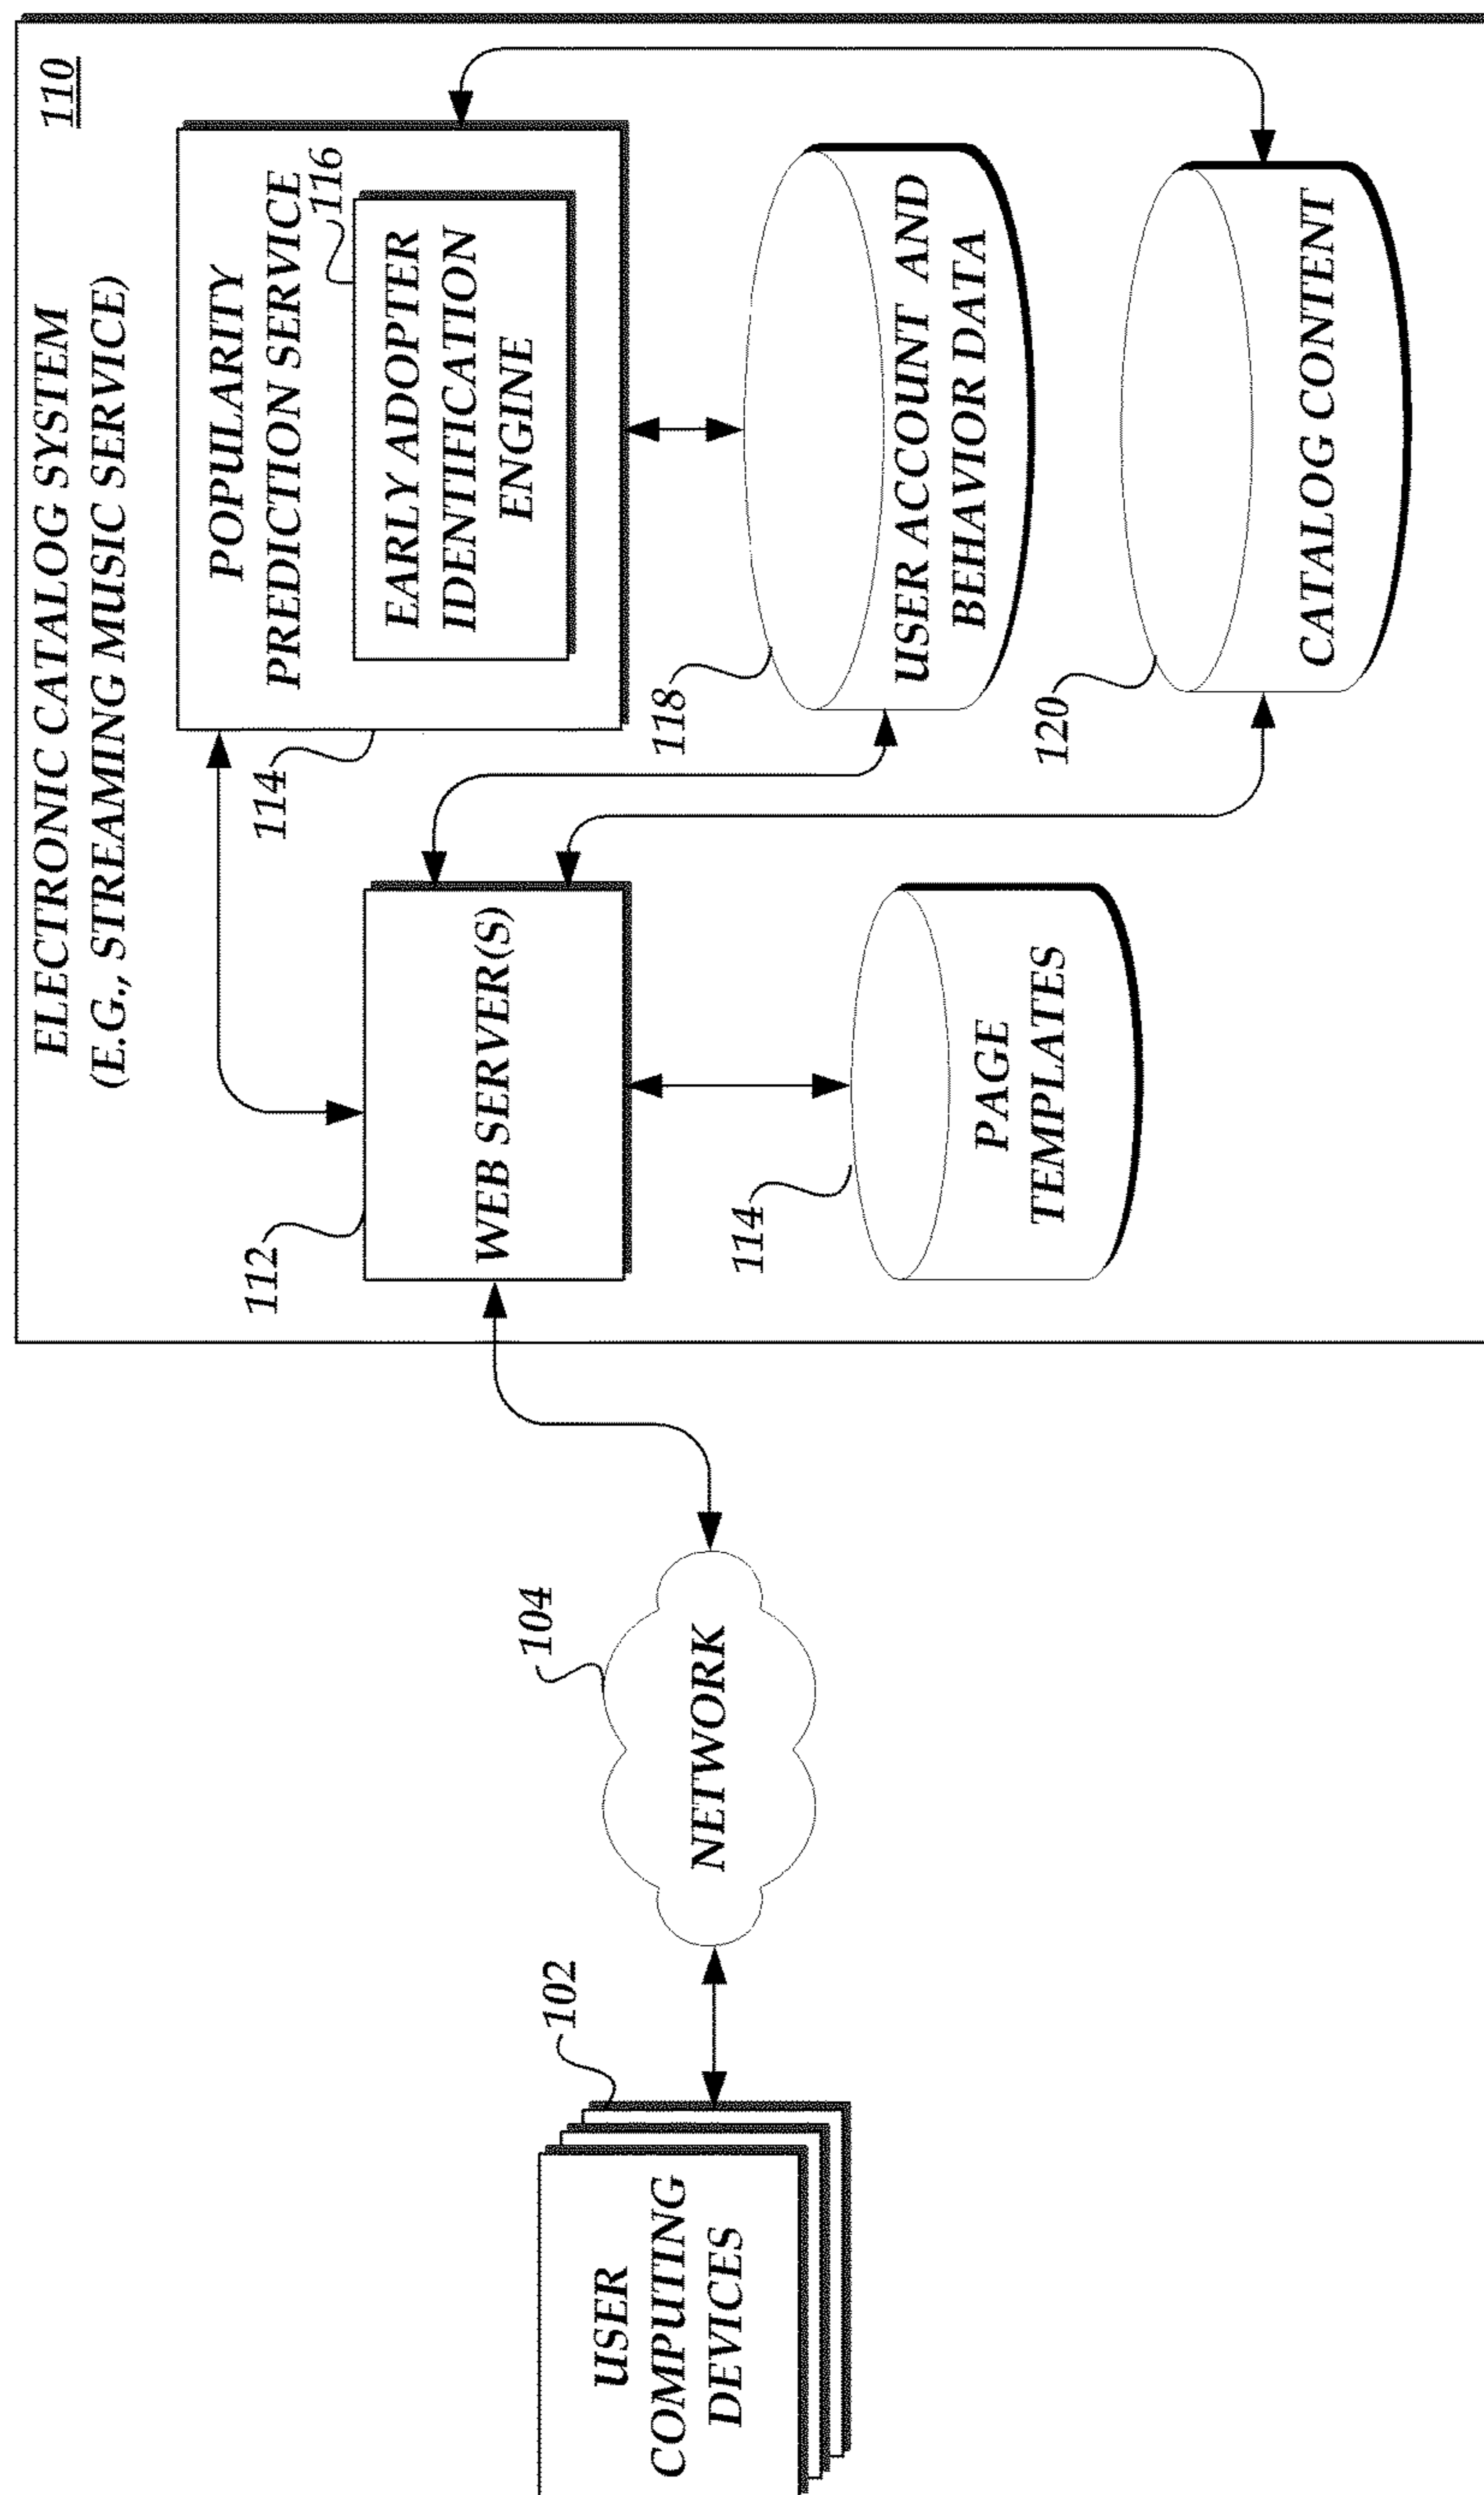 ELECTRONIC CATALOG SYSTEM
(E.G., STREAMING MUSIC SERVICE)
110
POPULARITY
PREDICTION SERVICE
116
EARLY ADOPTER
IDENTIFICATION
ENGINE
114
112
WEB SERVER(S)
118
USER ACCOUNT AND
BEHAVIOR DATA
114
PAGE
TEMPLATES
120
CATALOG CONTENT
104
NETWORK
102
USER
COMPUTING
DEVICES